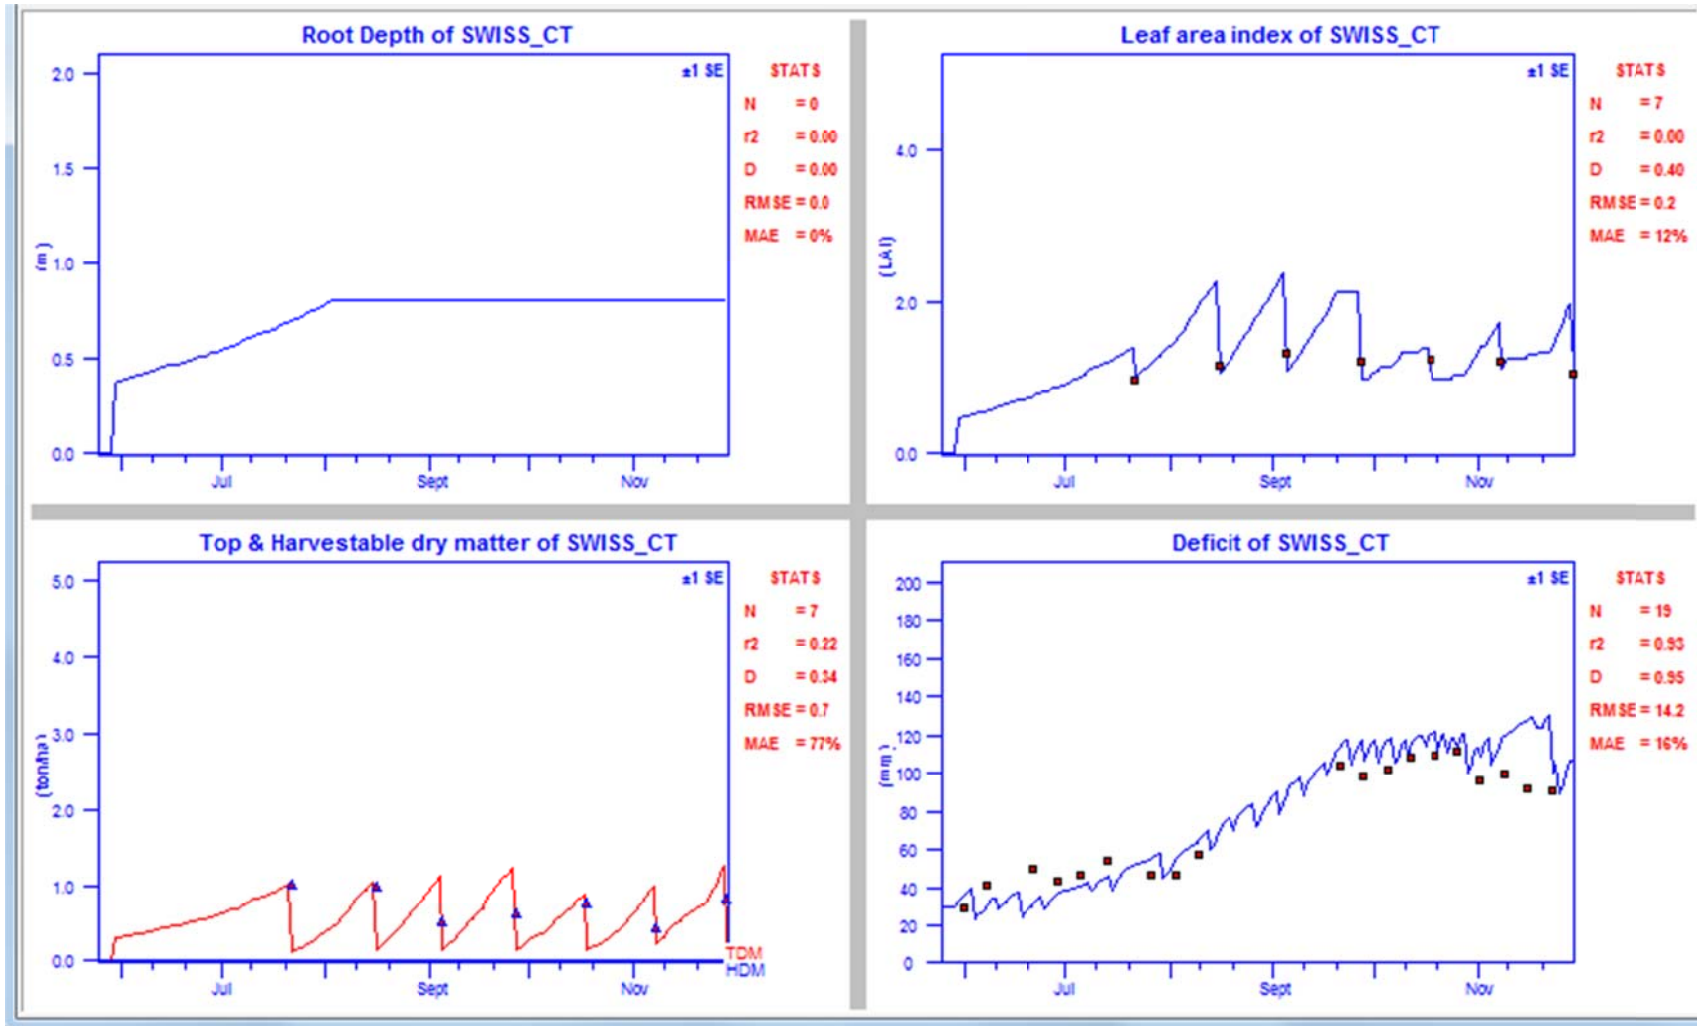 Root Depth of SWISS_CT
±1 SE
STATS
N = 0
r2 = 0.00
D = 0.00
RMSE = 0.0
MAE = 0%
2.0
1.5
1.0
0.5
0.0
(m)
Jul
Sept
Nov
Leaf area index of SWISS_CT
±1 SE
STATS
N = 7
r2 = 0.00
D = 0.40
RMSE = 0.2
MAE = 12%
4.0
2.0
0.0
(LAI)
Jul
Sept
Nov
Top & Harvestable dry matter of SWISS_CT
±1 SE
STATS
N = 7
r2 = 0.22
D = 0.34
RMSE = 0.7
MAE = 77%
5.0
4.0
3.0
2.0
1.0
0.0
(ton/ha)
TDM
HDM
Jul
Sept
Nov
Deficit of SWISS_CT
±1 SE
STATS
N = 19
r2 = 0.93
D = 0.95
RMSE = 14.2
MAE = 16%
200
180
160
140
120
100
80
60
40
20
0
(mm)
Jul
Sept
Nov